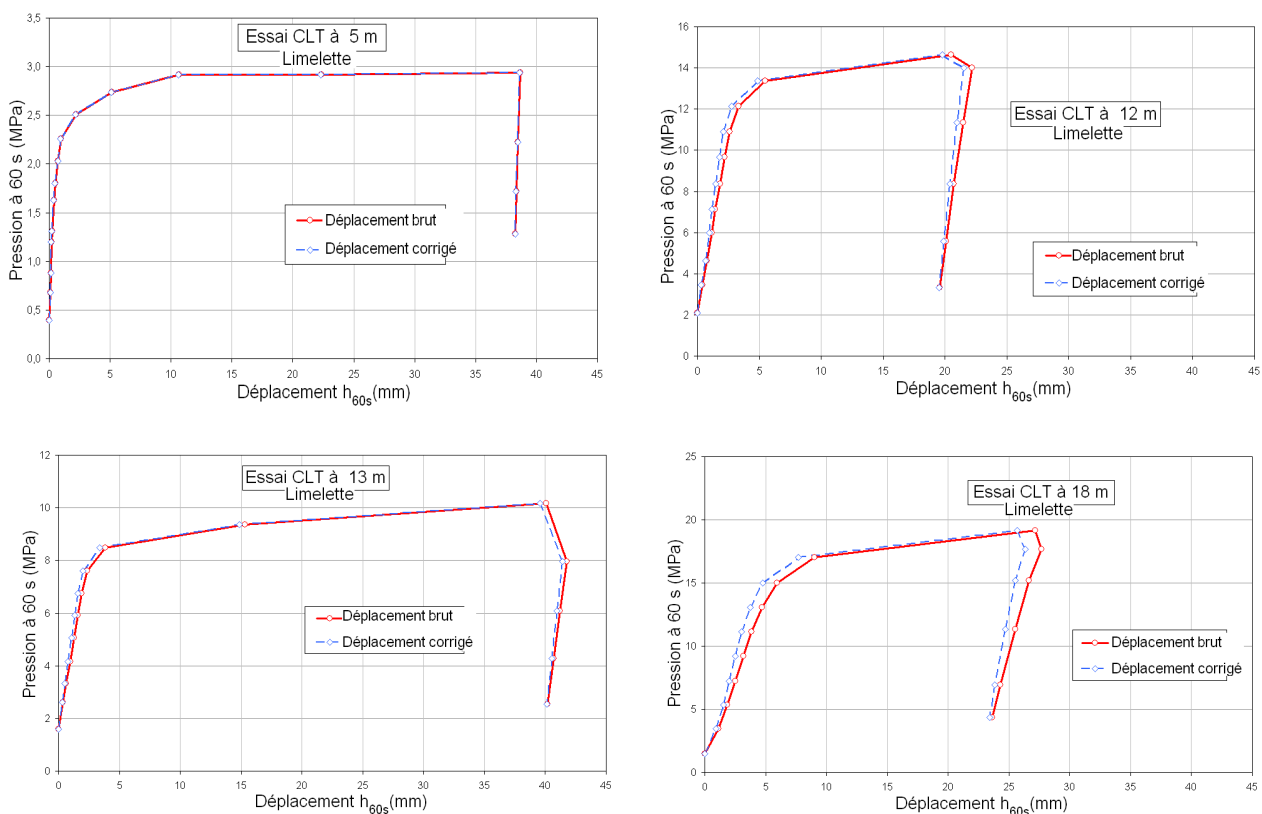 Essai CLT à 5 m
Limelette
Pression à 60 s (MPa)
3,5
3,0
2,5
2,0
1,5
1,0
0,5
0,0
Déplacement brut
Déplacement corrigé
0 5 10 15 20 25 30 35 40 45
Déplacement h60s(mm)
Essai CLT à 12 m
Limelette
Pression à 60 s (MPa)
16
14
12
10
8
6
4
2
0
Déplacement brut
Déplacement corrigé
0 5 10 15 20 25 30 35 40 45
Déplacement h60s(mm)
Essai CLT à 13 m
Limelette
Pression à 60 s (MPa)
12
10
8
6
4
2
0
Déplacement brut
Déplacement corrigé
0 5 10 15 20 25 30 35 40 45
Déplacement h60s(mm)
Essai CLT à 18 m
Limelette
Pression à 60 s (MPa)
25
20
15
10
5
0
Déplacement brut
Déplacement corrigé
0 5 10 15 20 25 30 35 40 45
Déplacement h60s(mm)